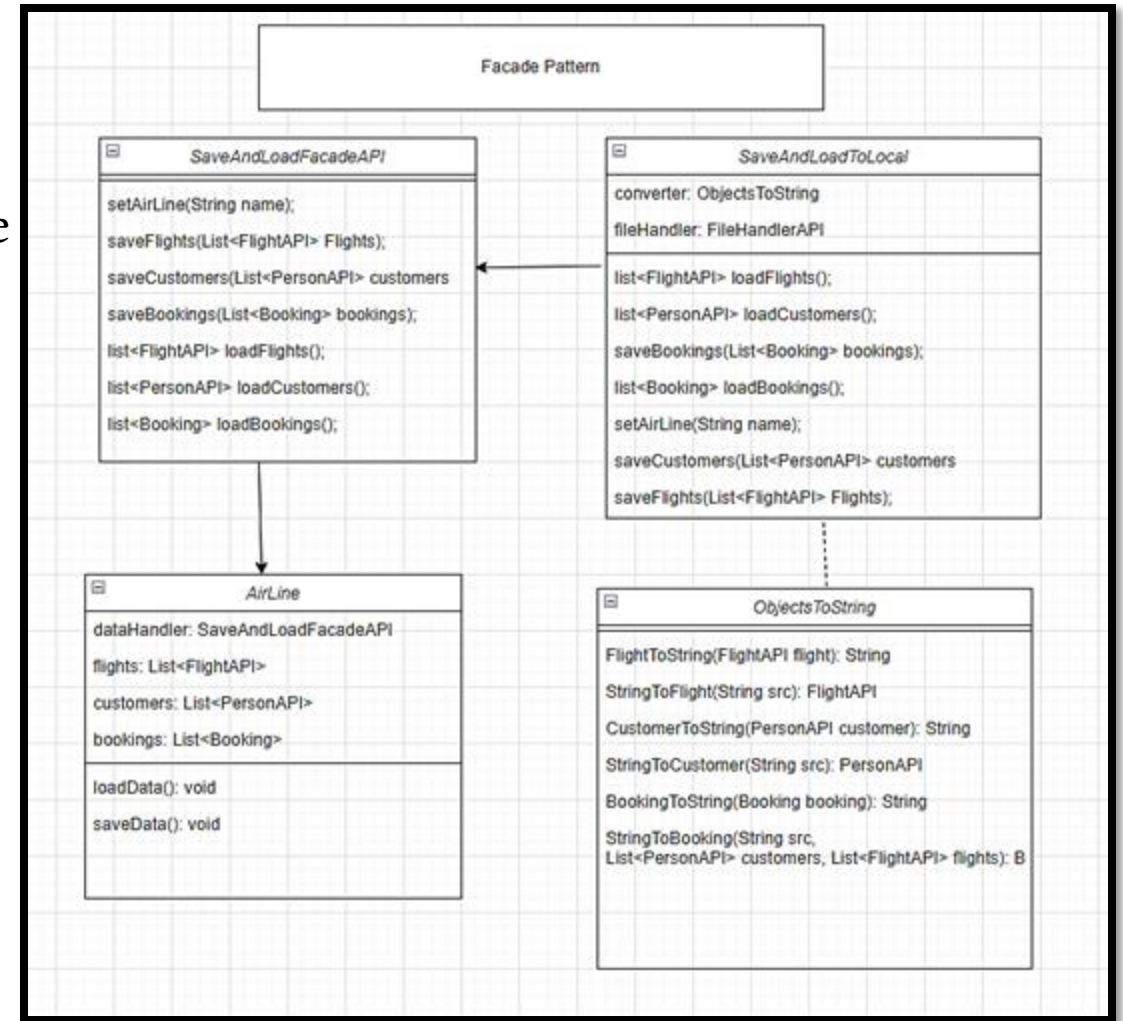 Facade Pattern
SaveAndLoadFacadeAPI
setAirLine(String name);
saveFlights(List<FlightAPI> Flights);
saveCustomers(List<PersonAPI> customers
saveBookings(List<Booking> bookings);
list<FlightAPI> loadFlights();
list<PersonAPI> loadCustomers();
list<Booking> loadBookings();
SaveAndLoadToLocal
converter: ObjectsToString
fileHandler: FileHandlerAPI
list<FlightAPI> loadFlights();
list<PersonAPI> loadCustomers();
saveBookings(List<Booking> bookings);
list<Booking> loadBookings();
setAirLine(String name);
saveCustomers(List<PersonAPI> customers
saveFlights(List<FlightAPI> Flights);
AirLine
dataHandler: SaveAndLoadFacadeAPI
flights: List<FlightAPI>
customers: List<PersonAPI>
bookings: List<Booking>
loadData(): void
saveData(): void
ObjectsToString
FlightToString(FlightAPI flight): String
StringToFlight(String src): FlightAPI
CustomerToString(PersonAPI customer): String
StringToCustomer(String src): PersonAPI
BookingToString(Booking booking): String
StringToBooking(String src,
List<PersonAPI> customers, List<FlightAPI> flights): B